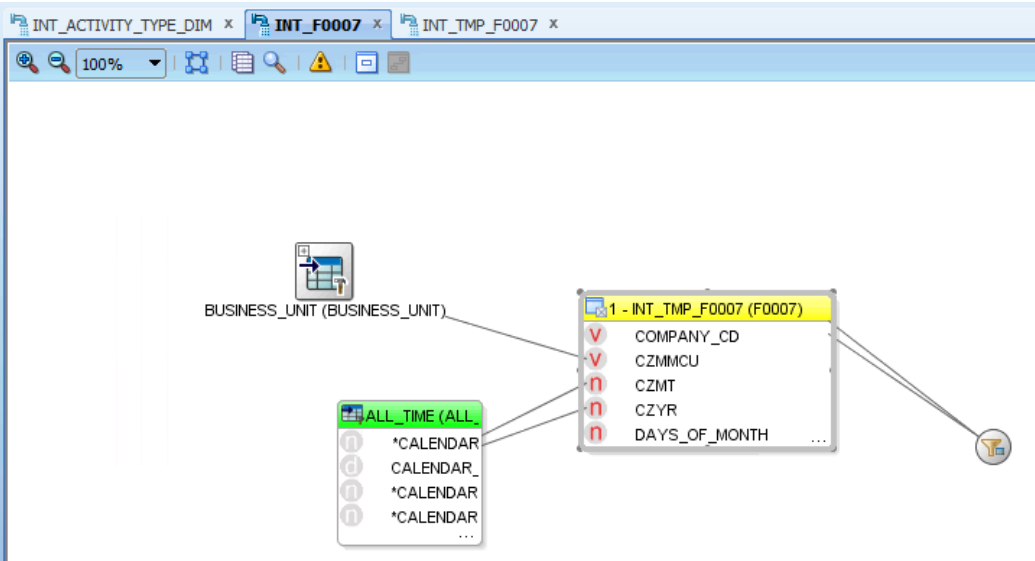 INT_ACTIVITY_TYPE_DIM x INT_F0007 x INT_TMP_F0007 x
100%
BUSINESS_UNIT (BUSINESS_UNIT)
1 - INT_TMP_F0007 (F0007)
V COMPANY_CD
V CZMMCU
n CZMT
n CZYR
n DAYS_OF_MONTH ...
ALL_TIME (ALL_
n *CALENDAR
d CALENDAR_
n *CALENDAR
n *CALENDAR
...